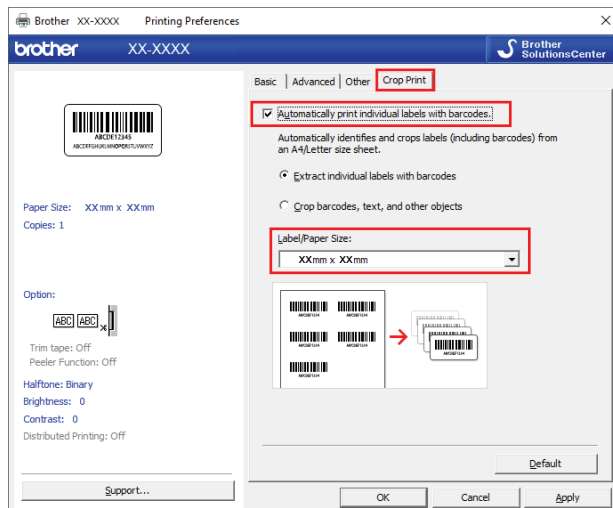 Brother XX-XXXX Printing Preferences
brother XX-XXXX
Brother
SolutionsCenter
Basic Advanced Other Crop Print
Automatically print individual labels with barcodes.
Automatically identifies and crops labels (including barcodes) from
an A4/Letter size sheet.
Extract individual labels with barcodes
Crop barcodes, text, and other objects
Label/Paper Size:
XXmm x XXmm
ABCDE12345
Paper Size: XXmm x XXmm
Copies: 1
Option:
ABC ABC
Trim tape: Off
Peeler Function: Off
Halftone: Binary
Brightness: 0
Contrast: 0
Distributed Printing: Off
Support...
Default
OK Cancel Apply